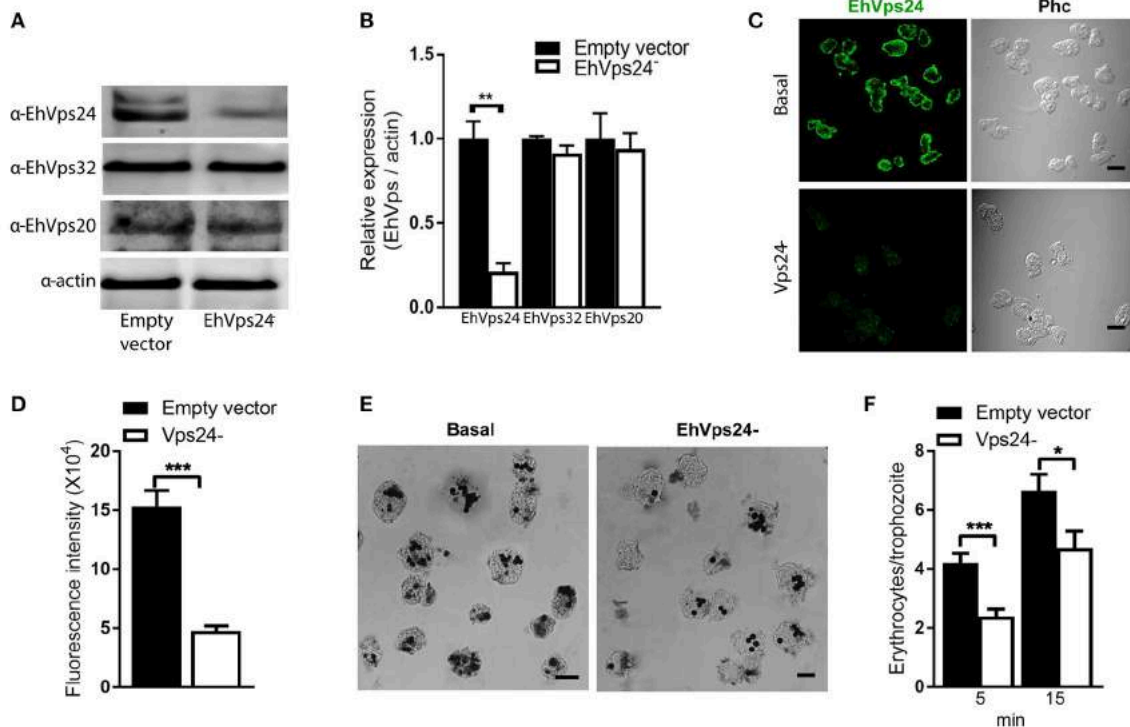 A
α-EhVps24
α-EhVps32
α-EhVps20
α-actin
Empty
vector
EhVps24-
B
Empty vector
EhVps24-
**
Relative expression
(EhVps / actin)
1.5
1.0
0.5
0.0
EhVps24 EhVps32 EhVps20
C
EhVps24
Phc
Basal
Vps24-
D
Empty vector
Vps24-
***
Fluorescence intensity (X10⁴)
20
15
10
5
0
E
Basal
EhVps24-
F
Empty vector
Vps24-
***
*
Erythrocytes/trophozoite
8
6
4
2
0
5 15
min